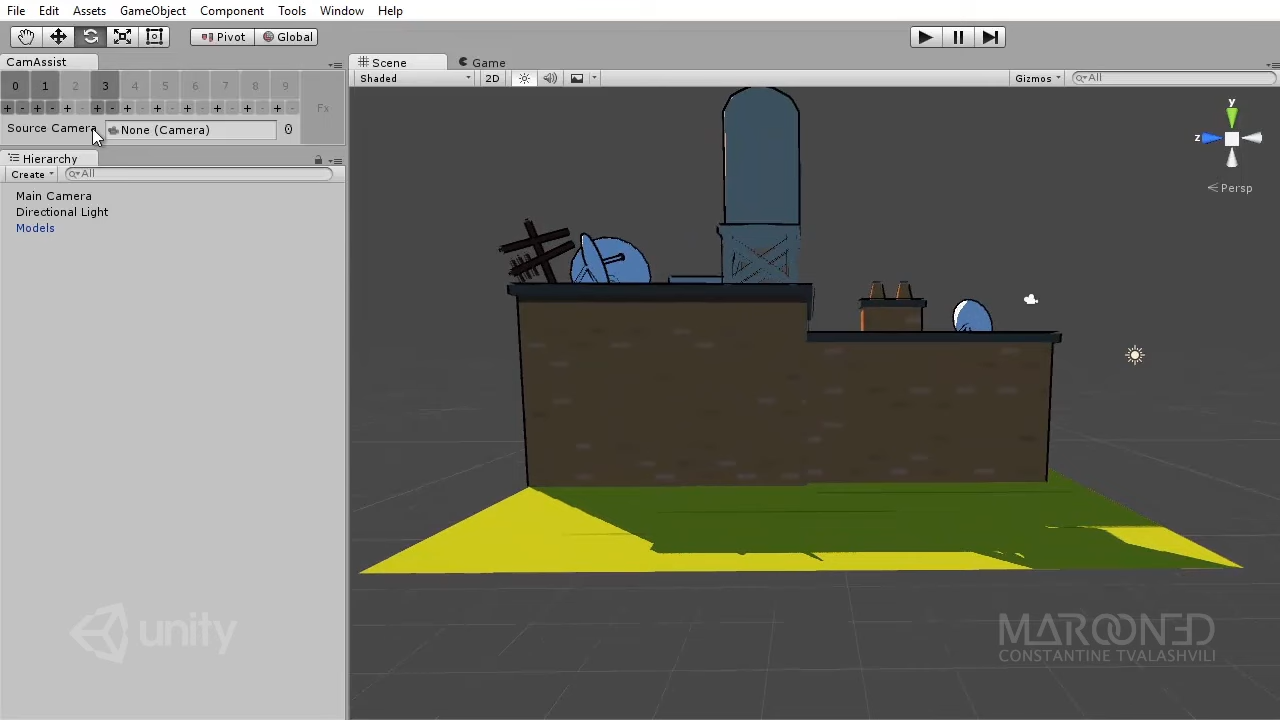 File Edit Assets GameObject Component Tools Window Help
Pivot Global
CamAssist
Scene Game
Shaded 2D Gizmos All
0 1 2 3 4 5 6 7 8 9
+ - + - + - + - + - + - + - + - + - + -
Fx
Source Camera None (Camera) 0
Hierarchy
Create All
Main Camera
Directional Light
Models
y
z
Persp
unity
MAROONED
CONSTANTINE TVALASHVILI